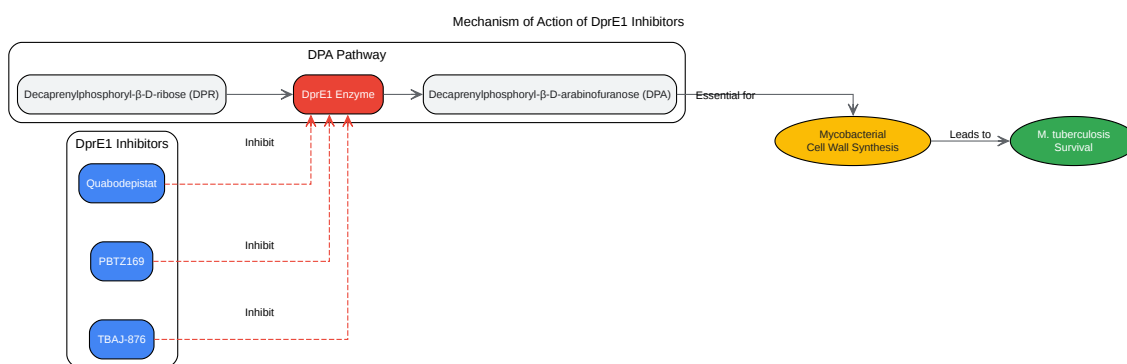 Mechanism of Action of DprE1 Inhibitors
DPA Pathway
Decaprenylphosphoryl-β-D-ribose (DPR)
DprE1 Enzyme
Decaprenylphosphoryl-β-D-arabinofuranose (DPA)
Essential for
Mycobacterial
Cell Wall Synthesis
Leads to
M. tuberculosis
Survival
DprE1 Inhibitors
Inhibit
Quabodepistat
Inhibit
PBTZ169
Inhibit
TBAJ-876